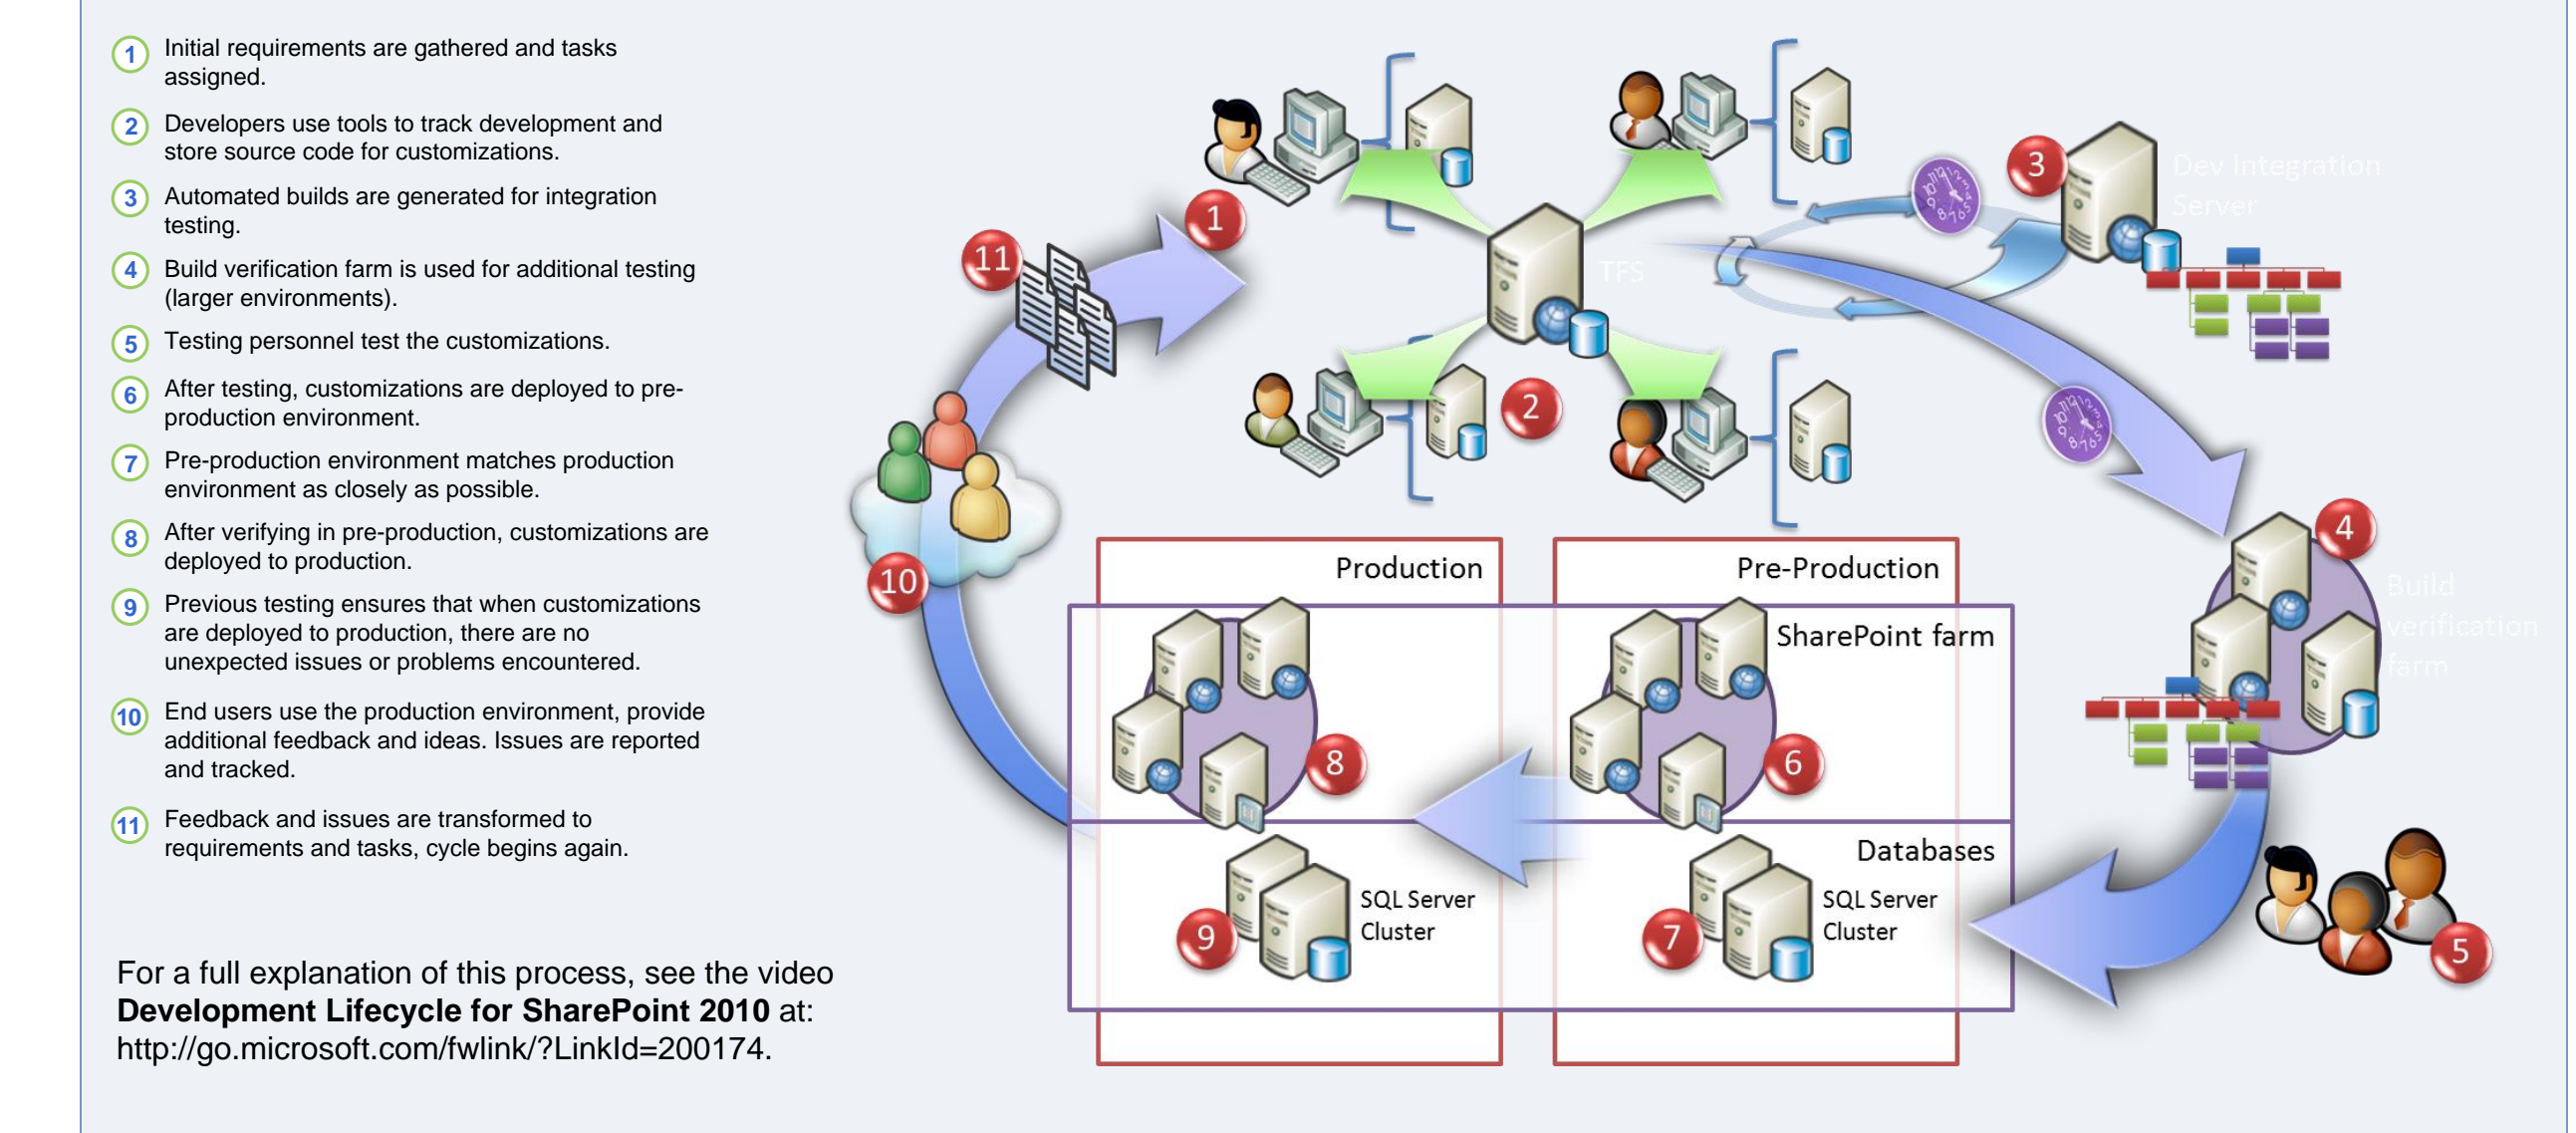 1 Initial requirements are gathered and tasks
assigned.
2 Developers use tools to track development and
store source code for customizations.
3 Automated builds are generated for integration
testing.
4 Build verification farm is used for additional testing
(larger environments).
5 Testing personnel test the customizations.
6 After testing, customizations are deployed to pre-
production environment.
7 Pre-production environment matches production
environment as closely as possible.
8 After verifying in pre-production, customizations are
deployed to production.
9 Previous testing ensures that when customizations
are deployed to production, there are no
unexpected issues or problems encountered.
10 End users use the production environment, provide
additional feedback and ideas. Issues are reported
and tracked.
11 Feedback and issues are transformed to
requirements and tasks, cycle begins again.
For a full explanation of this process, see the video
Development Lifecycle for SharePoint 2010 at:
http://go.microsoft.com/fwlink/?LinkId=200174.
1
2
3
Dev Integration
Server
TFS
11
10
4
Build
verification
farm
Production
Pre-Production
SharePoint farm
8
6
Databases
SQL Server
Cluster
9
SQL Server
Cluster
7
5